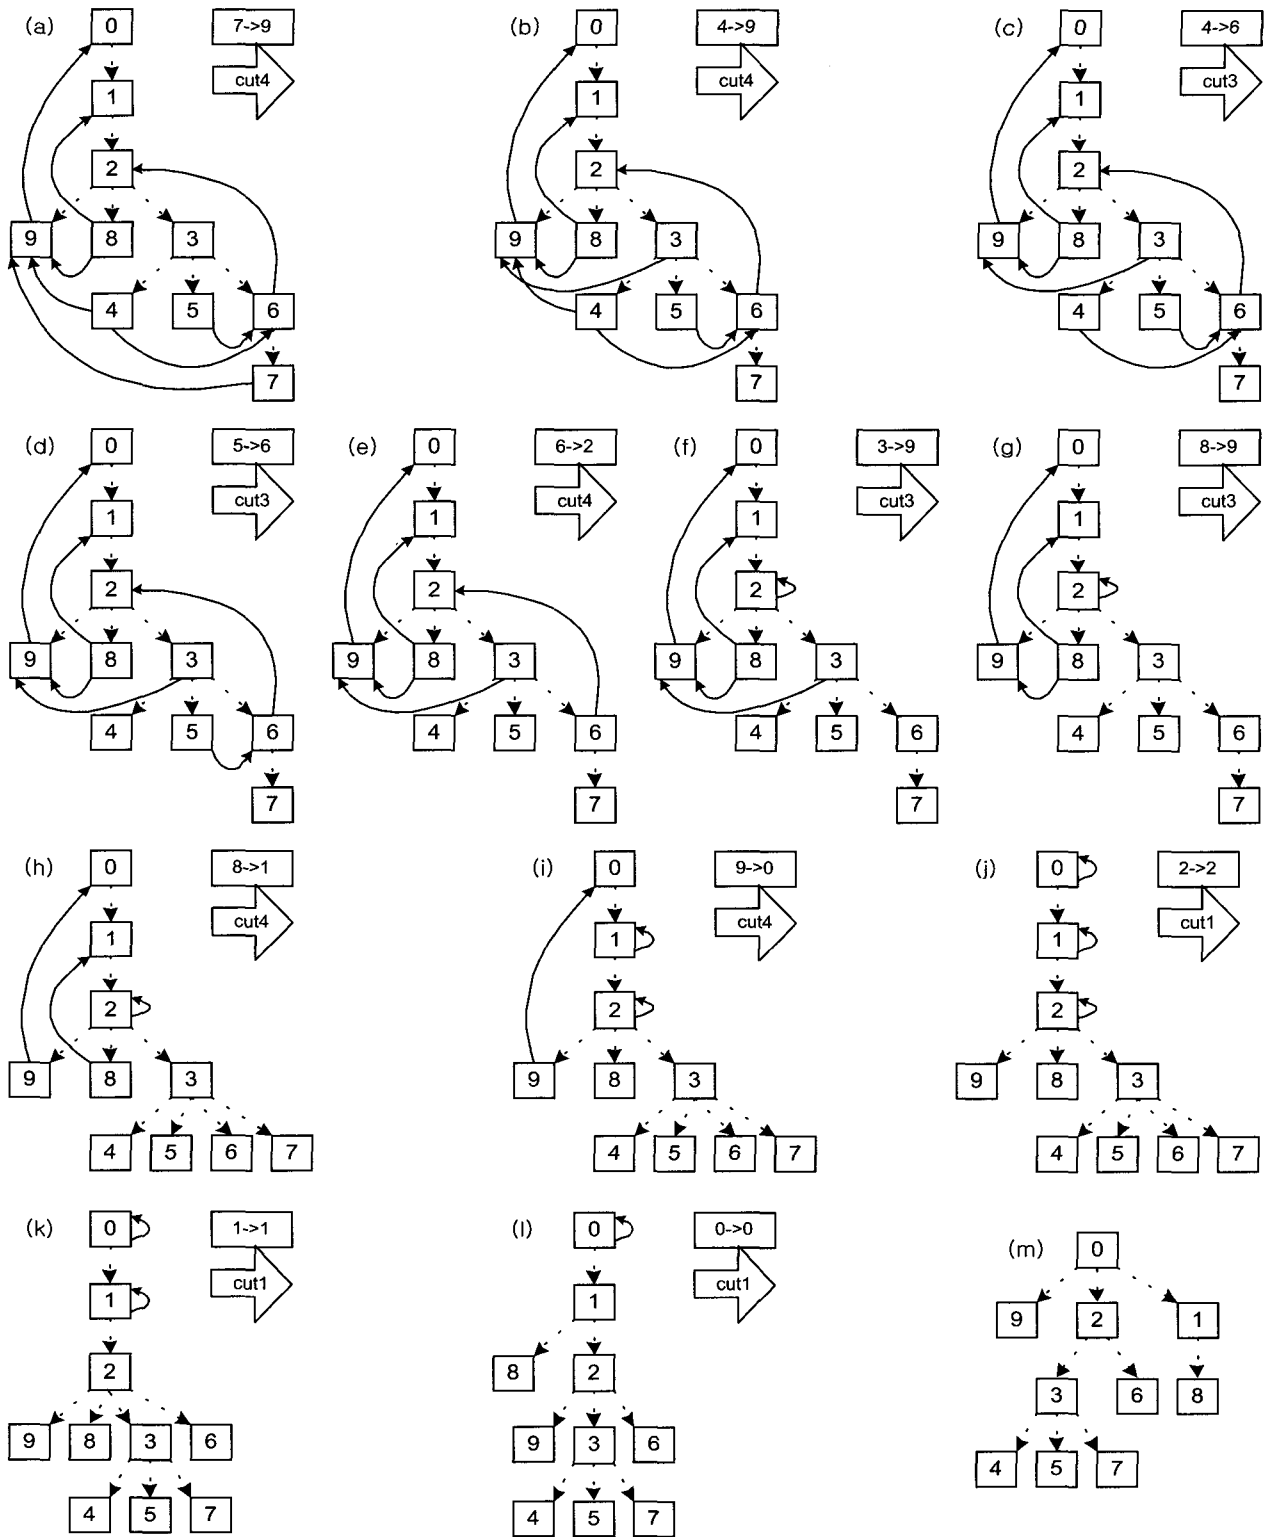 (a) 0 7->9 (b) 0 4->9 (c) 0 4->6
cut4 cut4 cut3
1 1 1
2 2 2
9 8 3 9 8 3 9 8 3
4 5 6 4 5 6 4 5 6
7 7 7
(d) 0 5->6 (e) 0 6->2 (f) 0 3->9 (g) 0 8->9
cut3 cut4 cut3 cut3
1 1 1 1
2 2 2 2
9 8 3 9 8 3 9 8 3 9 8 3
4 5 6 4 5 6 4 5 6 4 5 6
7 7 7 7
(h) 0 8->1 (i) 0 9->0 (j) 0 2->2
cut4 cut4 cut1
1 1 1
2 2 2
9 8 3 9 8 3 9 8 3
4 5 6 7 4 5 6 7 4 5 6 7
(k) 0 1->1 (l) 0 0->0 (m) 0
cut1 cut1
1 1 9 2 1
2 8 2 3 6 8
9 8 3 6 9 3 6 4 5 7
4 5 7 4 5 7